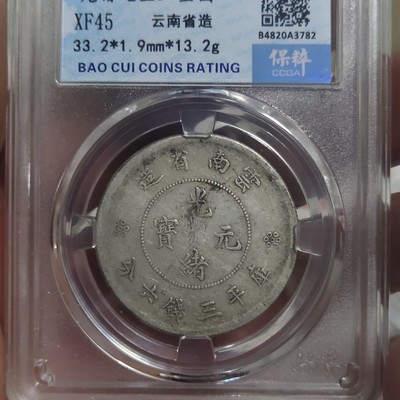 XF45 云南省造
33.2*1.9mm*13.2g
BAO CUI COINS RATING
B4820A3782
保粹
CCGA
雲南省造
光緒元寶
庫平三錢六分